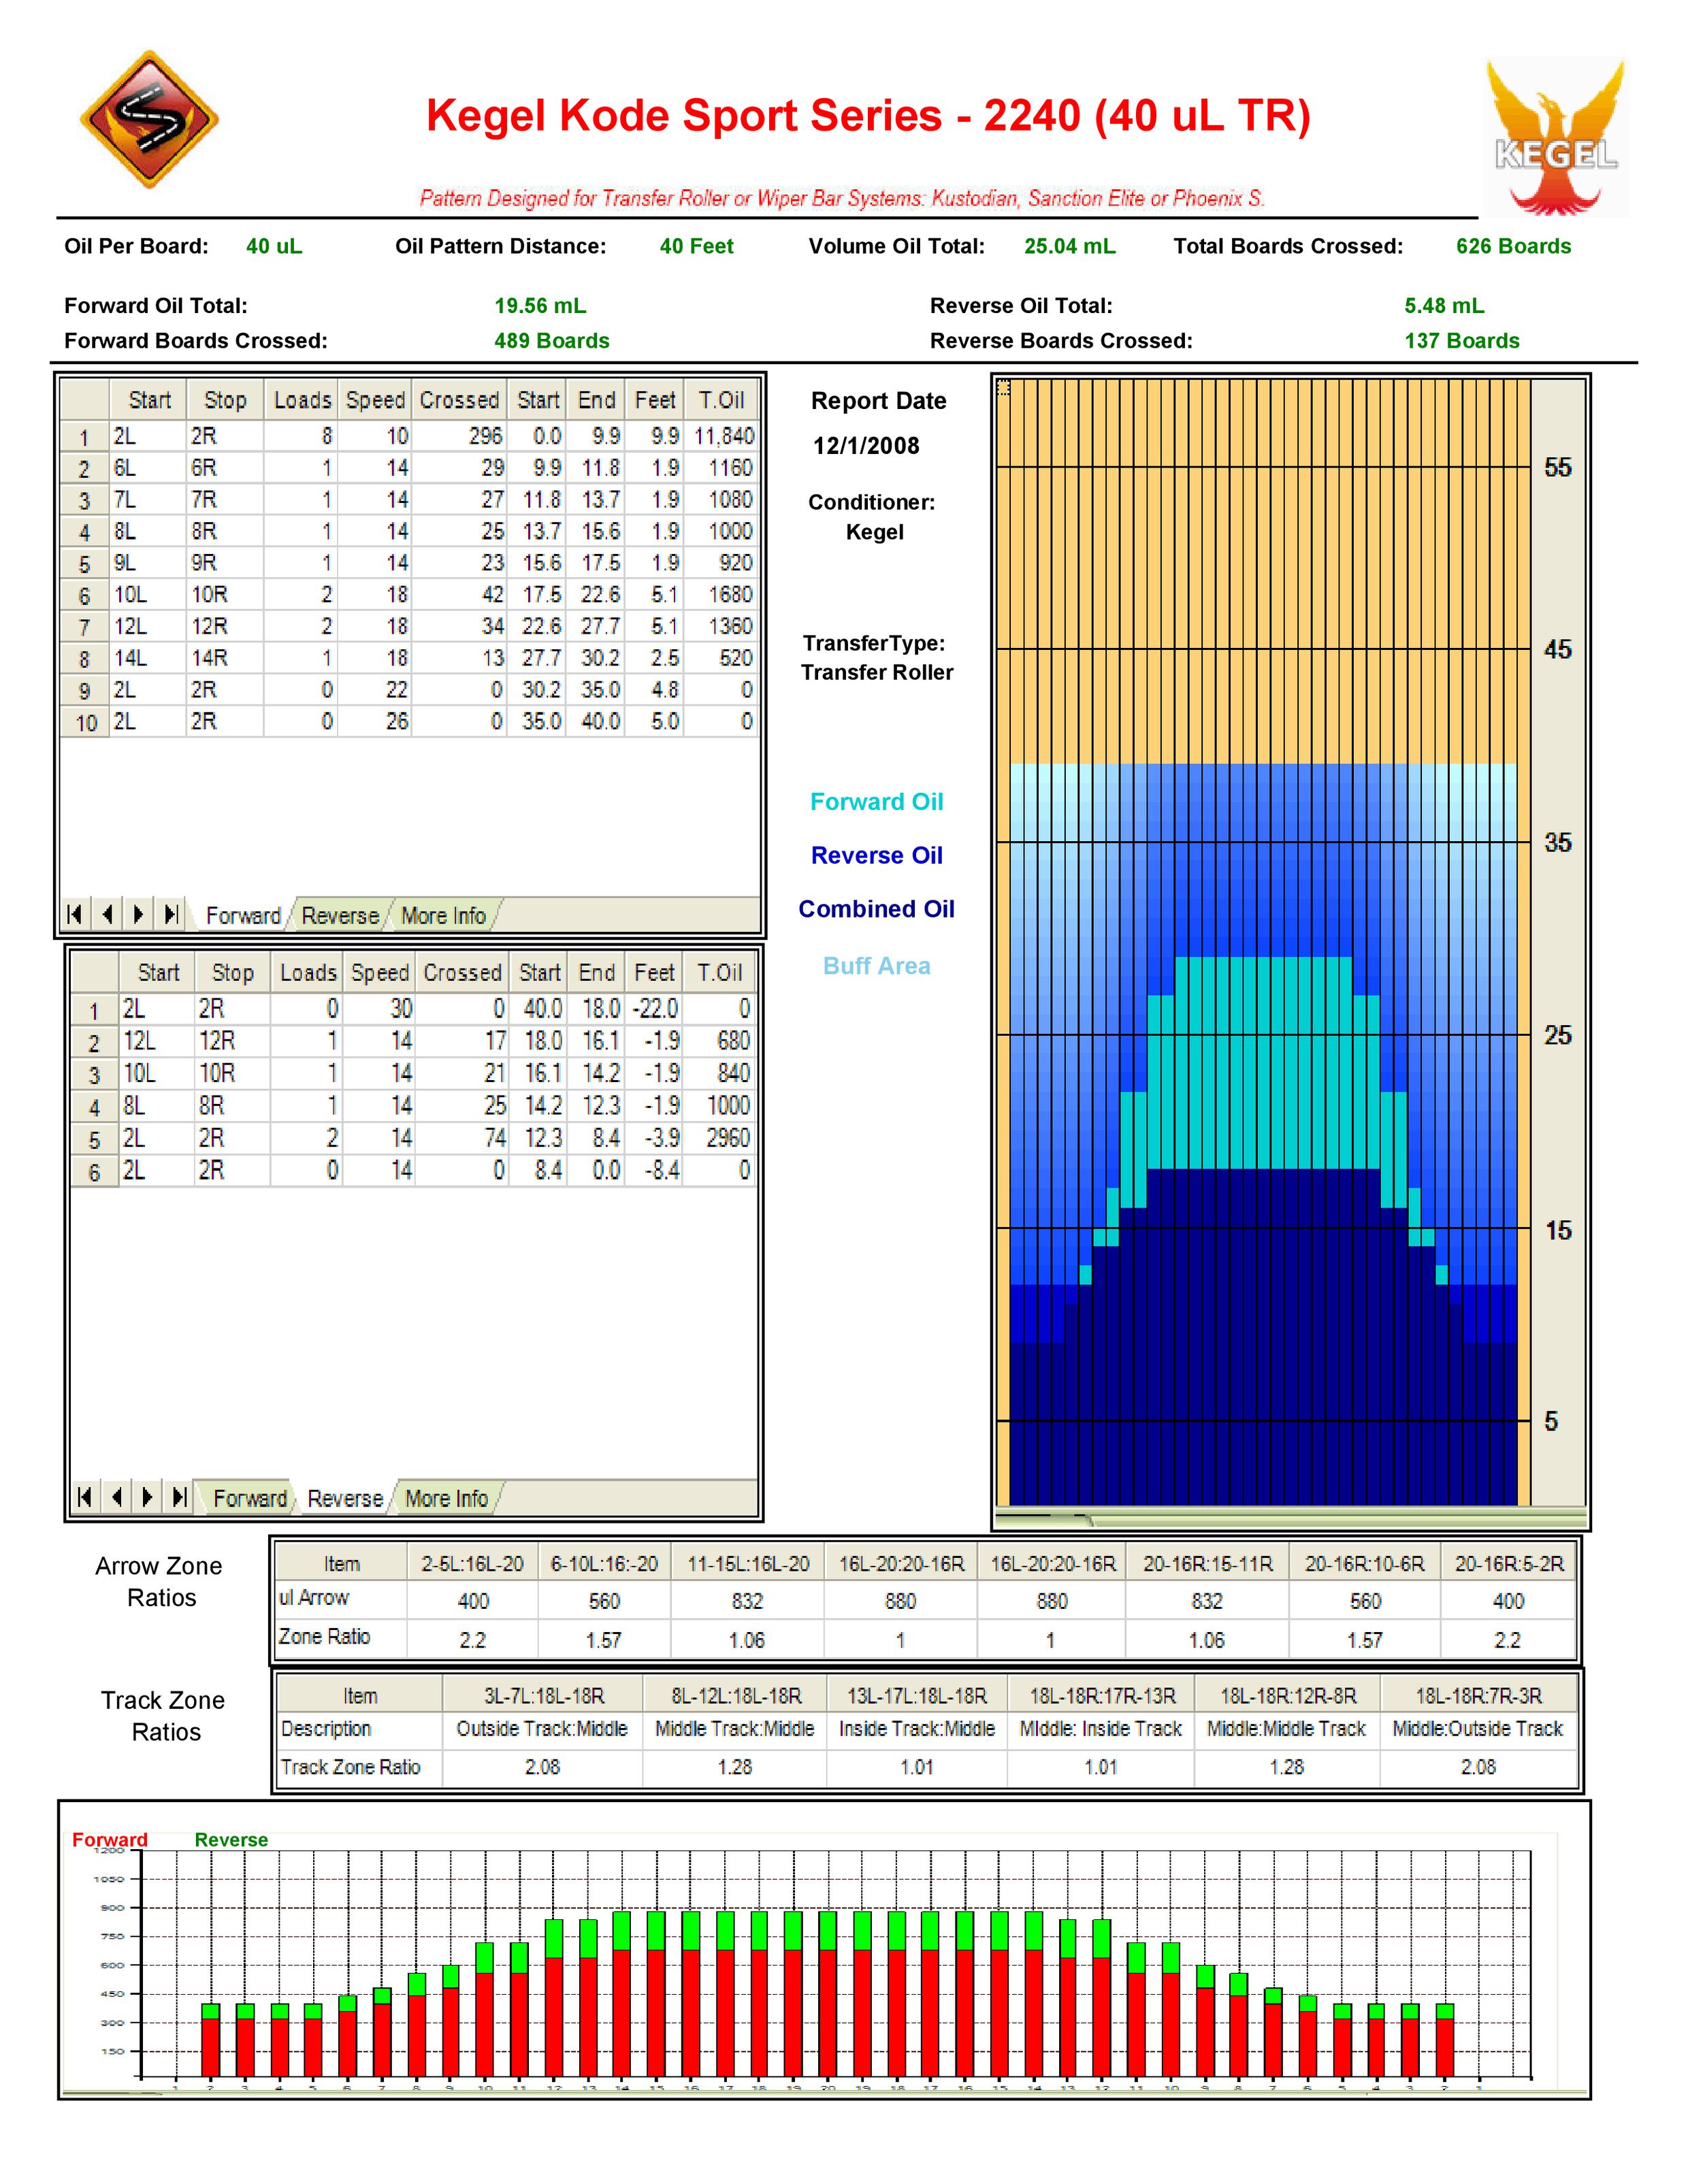 Kegel Kode Sport Series - 2240 (40 uL TR)
KEGEL
Pattern Designed for Transfer Roller or Wiper Bar Systems: Kustodian, Sanction Elite or Phoenix S.
Oil Per Board: 40 uL Oil Pattern Distance: 40 Feet Volume Oil Total: 25.04 mL Total Boards Crossed: 626 Boards
Forward Oil Total: 19.56 mL Reverse Oil Total: 5.48 mL
Forward Boards Crossed: 489 Boards Reverse Boards Crossed: 137 Boards
Start Stop Loads Speed Crossed Start End Feet T.Oil
1 2L 2R 8 10 296 0.0 9.9 9.9 11,840
2 6L 6R 1 14 29 9.9 11.8 1.9 1160
3 7L 7R 1 14 27 11.8 13.7 1.9 1080
4 8L 8R 1 14 25 13.7 15.6 1.9 1000
5 9L 9R 1 14 23 15.6 17.5 1.9 920
6 10L 10R 2 18 42 17.5 22.6 5.1 1680
7 12L 12R 2 18 34 22.6 27.7 5.1 1360
8 14L 14R 1 18 13 27.7 30.2 2.5 520
9 2L 2R 0 22 0 30.2 35.0 4.8 0
10 2L 2R 0 26 0 35.0 40.0 5.0 0
Forward Reverse More Info
Start Stop Loads Speed Crossed Start End Feet T.Oil
1 2L 2R 0 30 0 40.0 18.0 -22.0 0
2 12L 12R 1 14 17 18.0 16.1 -1.9 680
3 10L 10R 1 14 21 16.1 14.2 -1.9 840
4 8L 8R 1 14 25 14.2 12.3 -1.9 1000
5 2L 2R 2 14 74 12.3 8.4 -3.9 2960
6 2L 2R 0 14 0 8.4 0.0 -8.4 0
Forward Reverse More Info
Report Date
12/1/2008
Conditioner:
Kegel
TransferType:
Transfer Roller
Forward Oil
Reverse Oil
Combined Oil
Buff Area
55
45
35
25
15
5
Arrow Zone
Ratios
Item 2-5L:16L-20 6-10L:16:-20 11-15L:16L-20 16L-20:20-16R 16L-20:20-16R 20-16R:15-11R 20-16R:10-6R 20-16R:5-2R
ul Arrow 400 560 832 880 880 832 560 400
Zone Ratio 2.2 1.57 1.06 1 1 1.06 1.57 2.2
Track Zone
Ratios
Item 3L-7L:18L-18R 8L-12L:18L-18R 13L-17L:18L-18R 18L-18R:17R-13R 18L-18R:12R-8R 18L-18R:7R-3R
Description Outside Track:Middle Middle Track:Middle Inside Track:Middle MIddle: Inside Track Middle:Middle Track Middle:Outside Track
Track Zone Ratio 2.08 1.28 1.01 1.01 1.28 2.08
Forward Reverse
1200
1050
900
750
600
450
300
150
1 2 3 4 5 6 7 8 9 10 11 12 13 14 15 16 17 18 19 20 19 18 17 16 15 14 13 12 11 10 9 8 7 6 5 4 3 2 1